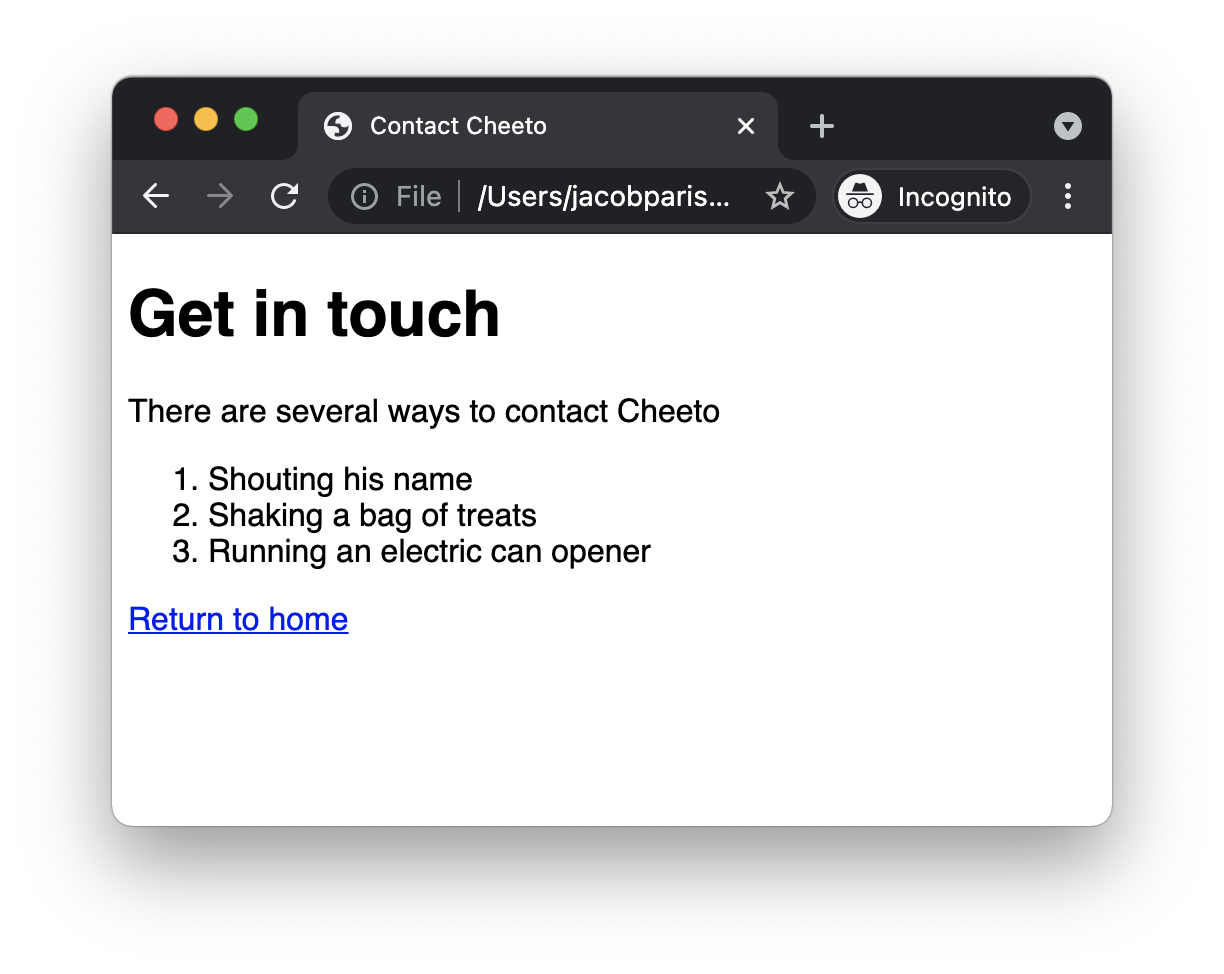 Contact Cheeto
File /Users/jacobparis...
Incognito
Get in touch
There are several ways to contact Cheeto
1. Shouting his name
2. Shaking a bag of treats
3. Running an electric can opener
Return to home